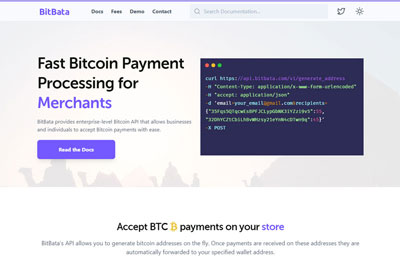 BitBata
Docs Fees Demo Contact
Search Documentation...
Fast Bitcoin Payment
Processing for
Merchants
BitBata provides enterprise-level Bitcoin API that allows businesses
and individuals to accept Bitcoin payments with ease.
Read the Docs
curl https://api.bitbata.com/v1/generate_address
-H "Content-Type: application/x-www-form-urlencoded"
-H "accept: application/json"
-d 'email=your_email@gmail.com&recipients=
-X POST
Accept BTC payments on your store
BitBata's API allows you to generate bitcoin addresses on the fly. Once payments are received on these addresses they are
automatically forwarded to your specified wallet address.